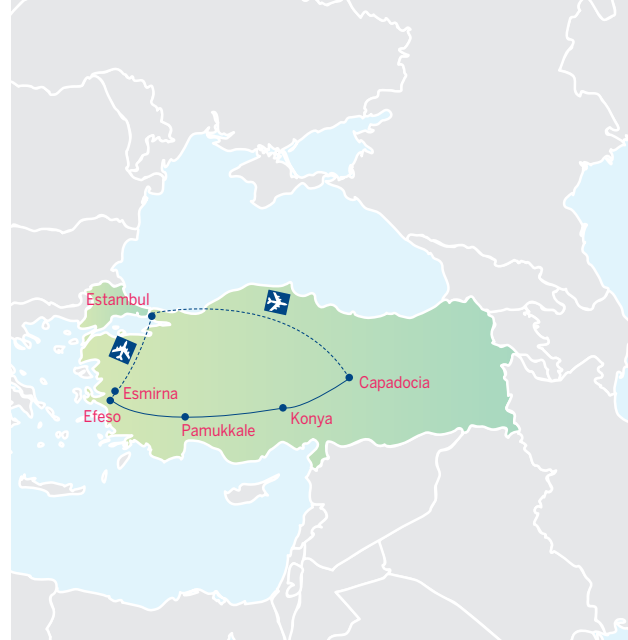 Estambul
Esmirna
Capadocia
Efeso
Konya
Pamukkale